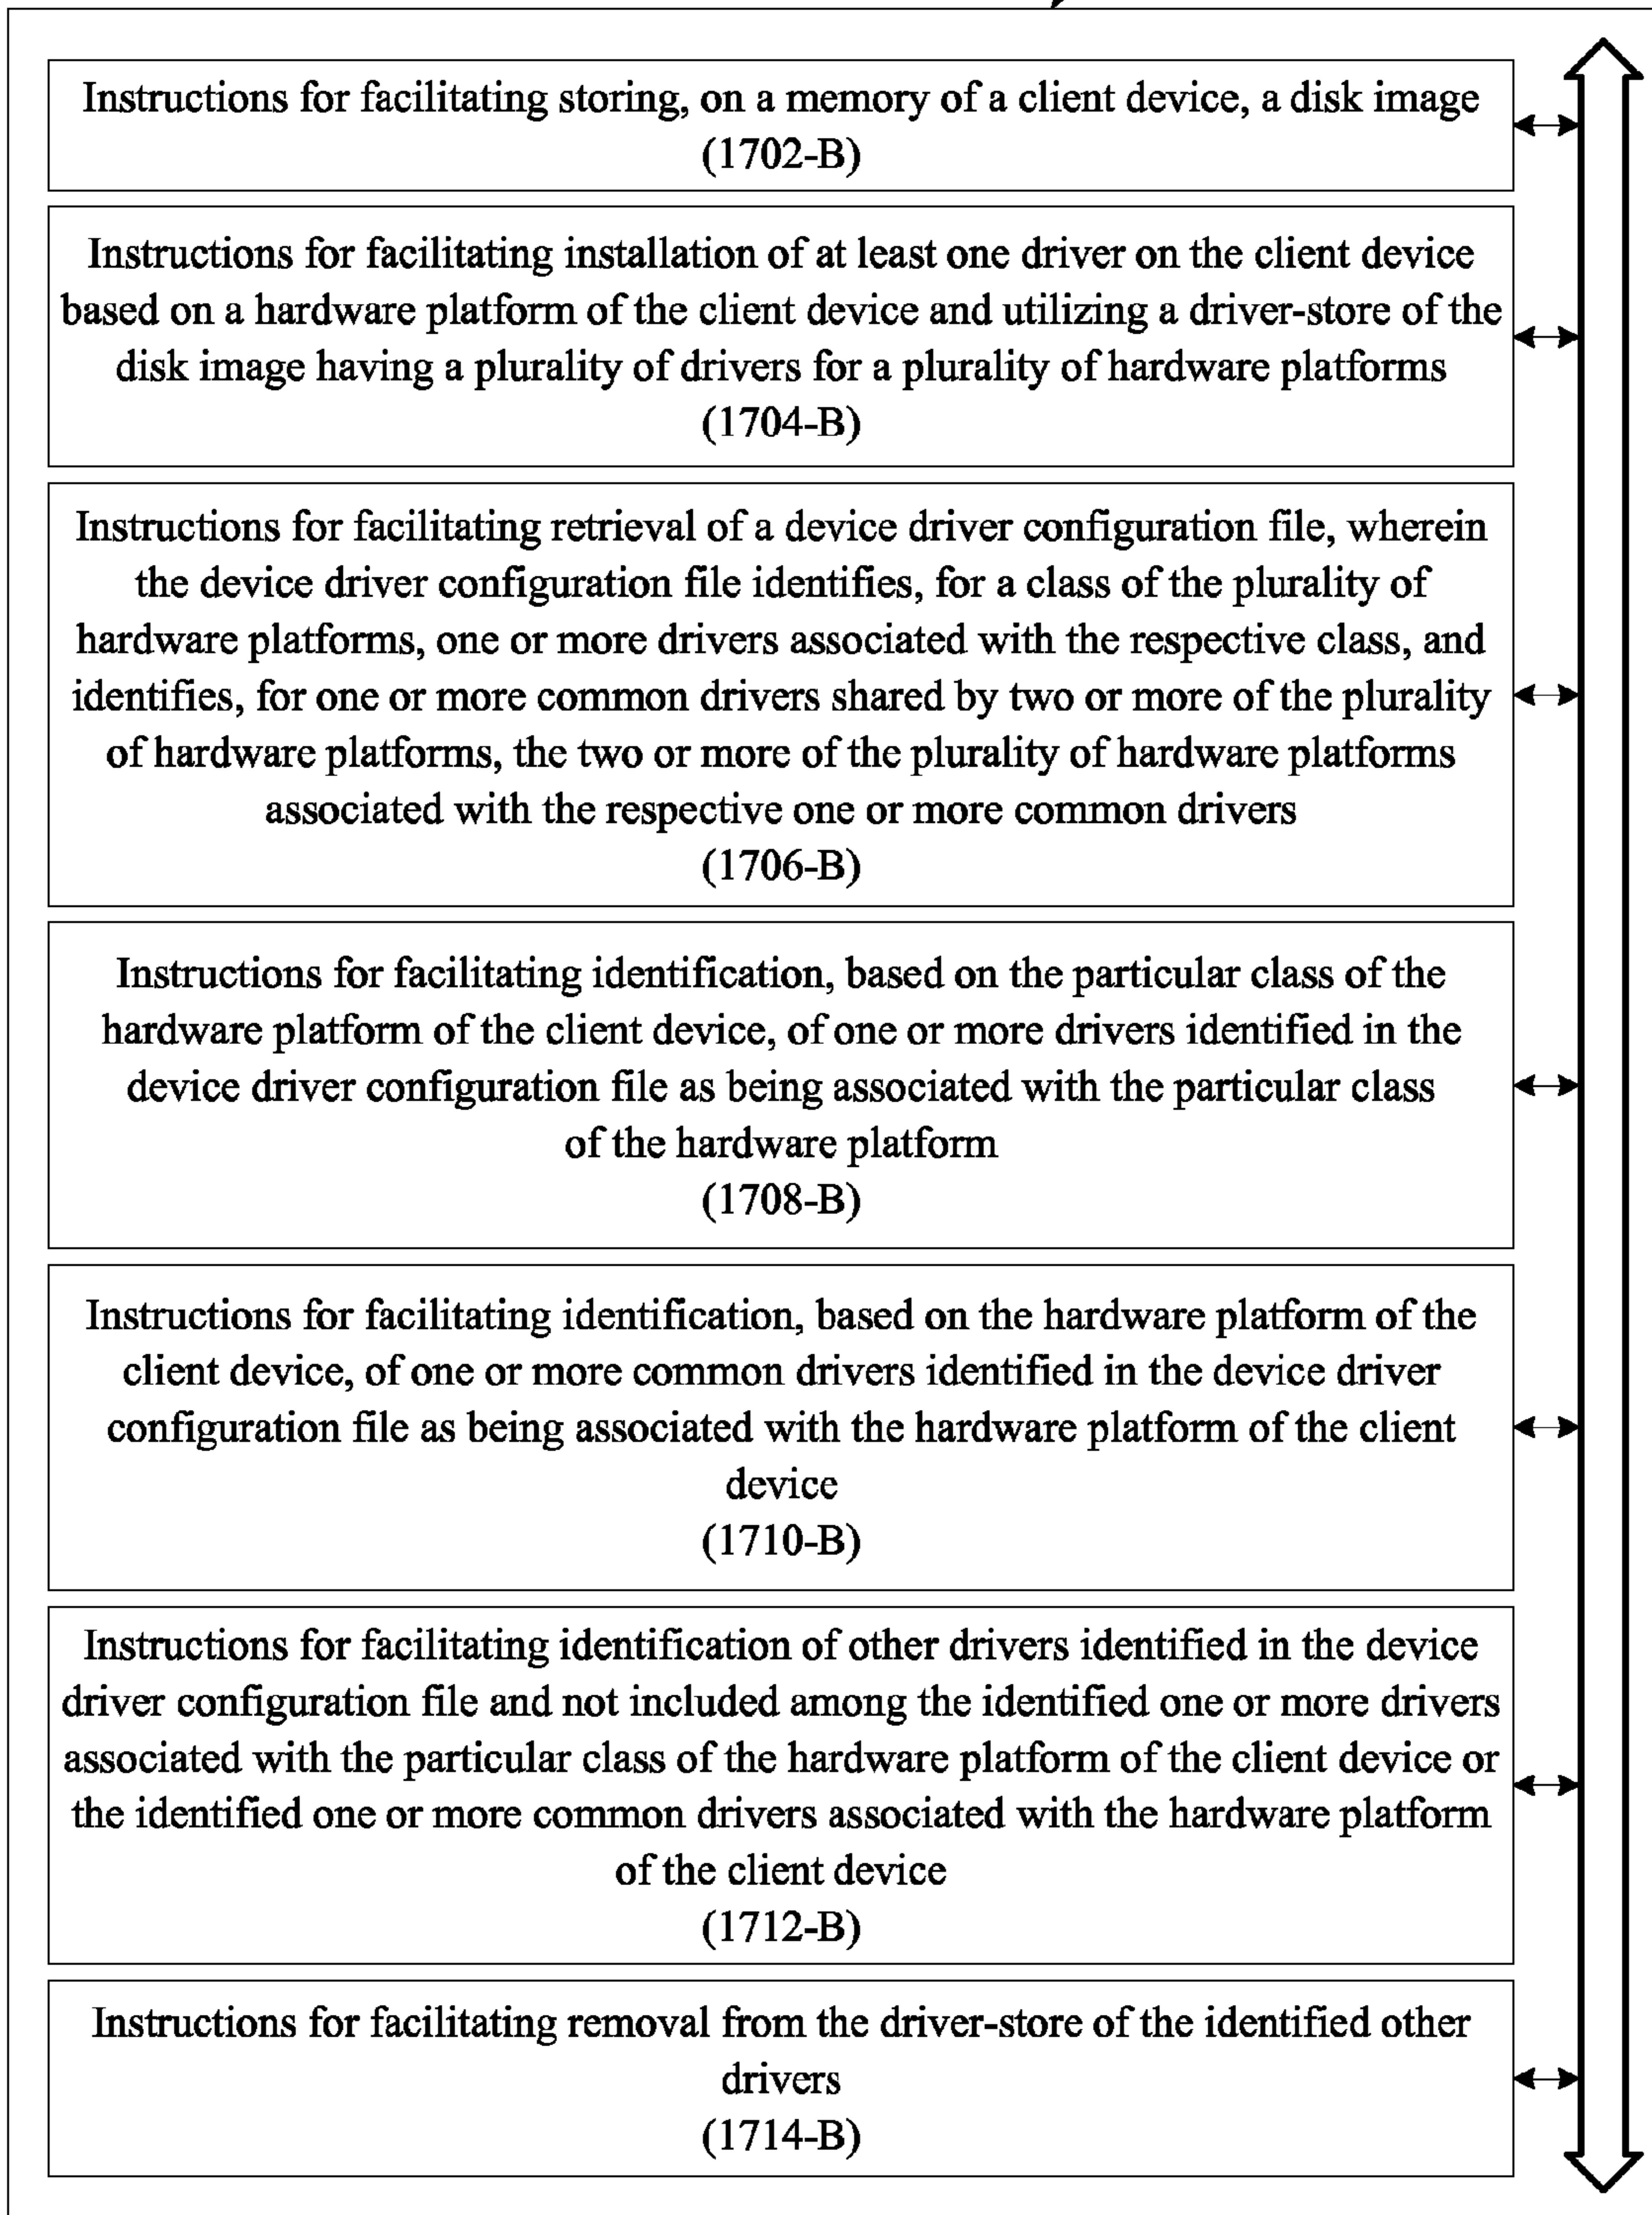 Instructions for facilitating storing, on a memory of a client device, a disk image
(1702-B)
Instructions for facilitating installation of at least one driver on the client device
based on a hardware platform of the client device and utilizing a driver-store of the
disk image having a plurality of drivers for a plurality of hardware platforms
(1704-B)
Instructions for facilitating retrieval of a device driver configuration file, wherein
the device driver configuration file identifies, for a class of the plurality of
hardware platforms, one or more drivers associated with the respective class, and
identifies, for one or more common drivers shared by two or more of the plurality
of hardware platforms, the two or more of the plurality of hardware platforms
associated with the respective one or more common drivers
(1706-B)
Instructions for facilitating identification, based on the particular class of the
hardware platform of the client device, of one or more drivers identified in the
device driver configuration file as being associated with the particular class
of the hardware platform
(1708-B)
Instructions for facilitating identification, based on the hardware platform of the
client device, of one or more common drivers identified in the device driver
configuration file as being associated with the hardware platform of the client
device
(1710-B)
Instructions for facilitating identification of other drivers identified in the device
driver configuration file and not included among the identified one or more drivers
associated with the particular class of the hardware platform of the client device or
the identified one or more common drivers associated with the hardware platform
of the client device
(1712-B)
Instructions for facilitating removal from the driver-store of the identified other
drivers
(1714-B)